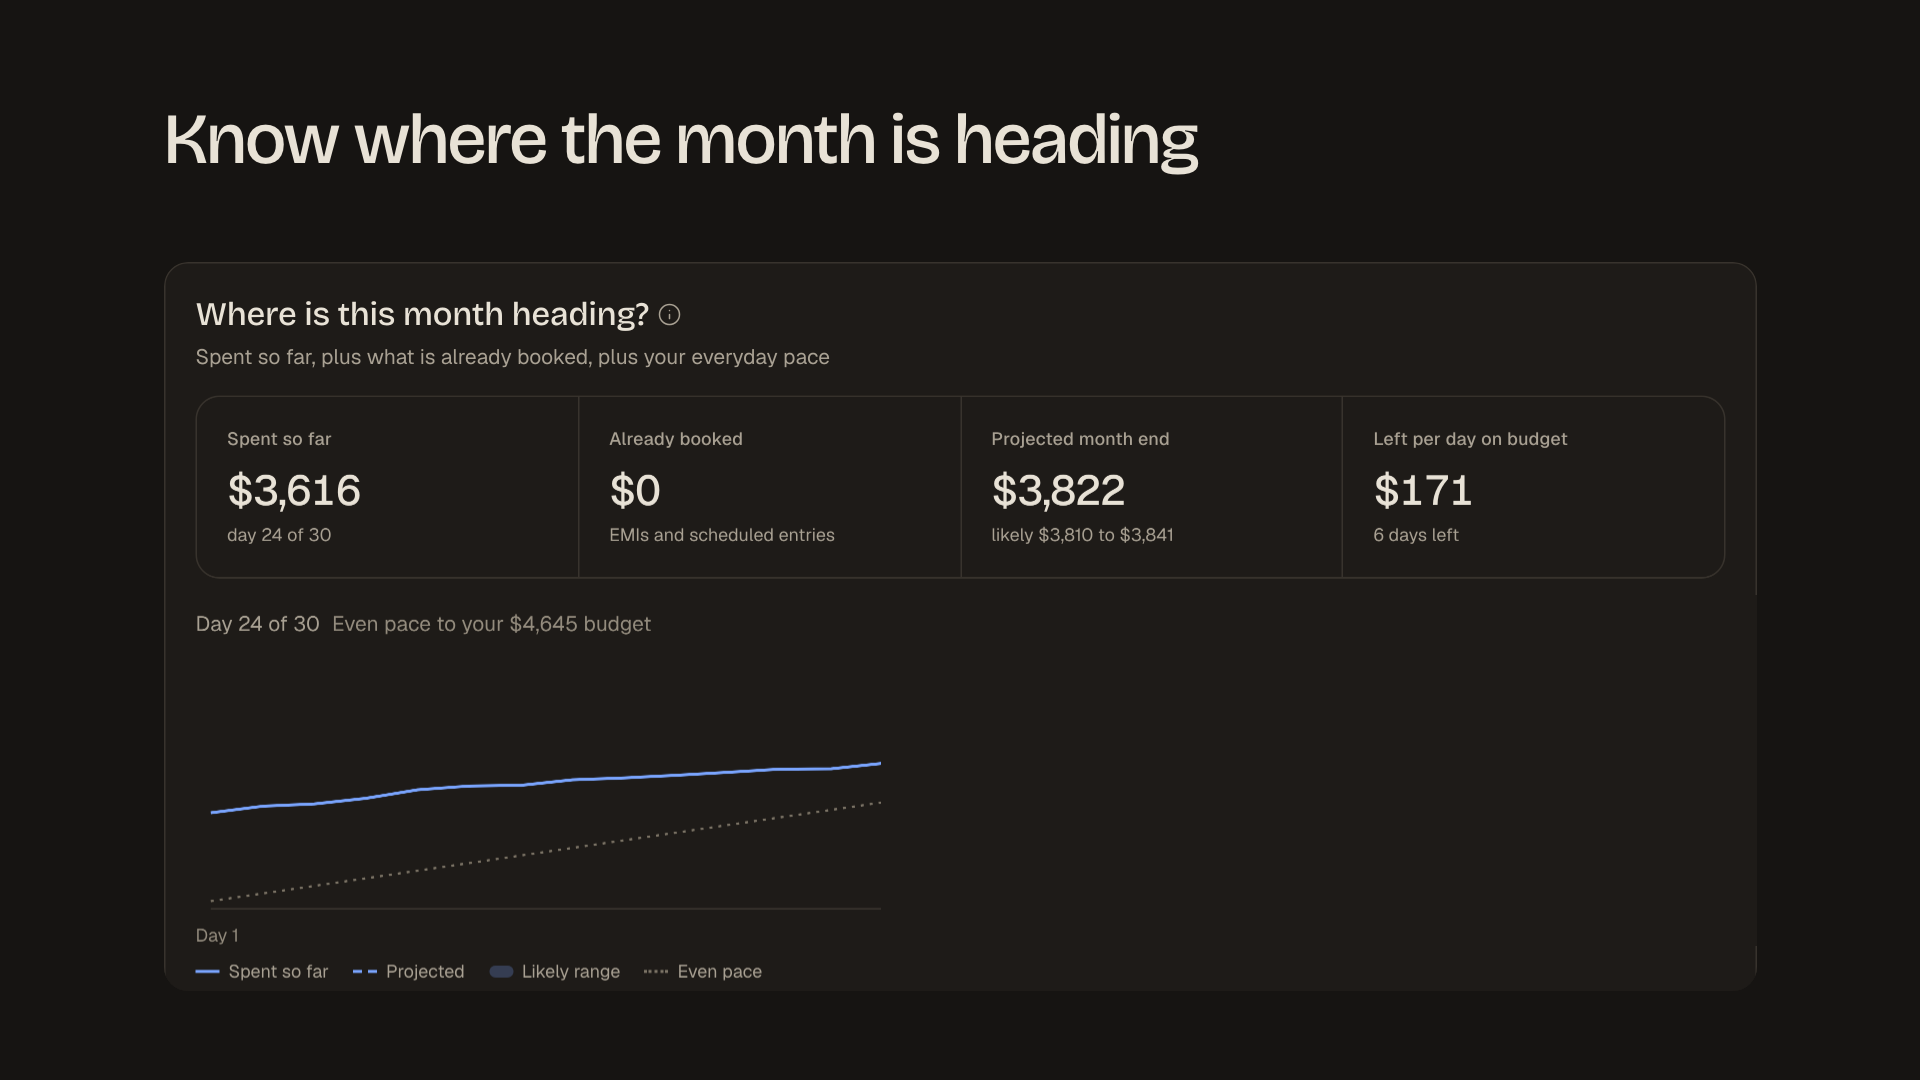 Know where the month is heading
Where is this month heading?
Spent so far, plus what is already booked, plus your everyday pace
Spent so far
$3,616
day 24 of 30
Already booked
$0
EMIs and scheduled entries
Projected month end
$3,822
likely $3,810 to $3,841
Left per day on budget
$171
6 days left
Day 24 of 30 Even pace to your $4,645 budget
Day 1
Spent so far Projected Likely range Even pace